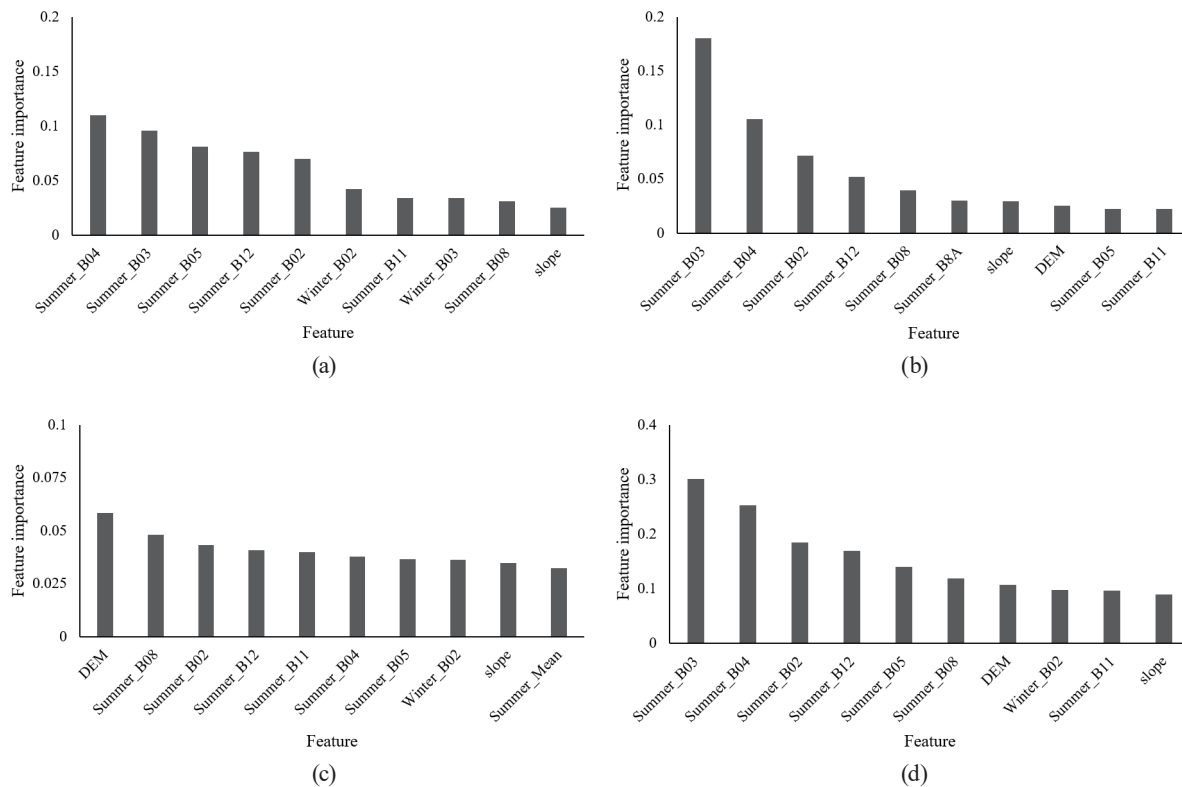 0.2
0.15
0.1
0.05
0
Feature importance
Summer_B04
Summer_B03
Summer_B05
Summer_B12
Summer_B02
Winter_B02
Summer_B11
Winter_B03
Summer_B08
slope
Feature
(a)
0.2
0.15
0.1
0.05
0
Feature importance
Summer_B03
Summer_B04
Summer_B02
Summer_B12
Summer_B08
Summer_B8A
slope
DEM
Summer_B05
Summer_B11
Feature
(b)
0.1
0.075
0.05
0.025
0
Feature importance
DEM
Summer_B08
Summer_B02
Summer_B12
Summer_B11
Summer_B04
Summer_B05
Winter_B02
slope
Summer_Mean
Feature
(c)
0.4
0.3
0.2
0.1
0
Feature importance
Summer_B03
Summer_B04
Summer_B02
Summer_B12
Summer_B05
Summer_B08
DEM
Winter_B02
Summer_B11
slope
Feature
(d)